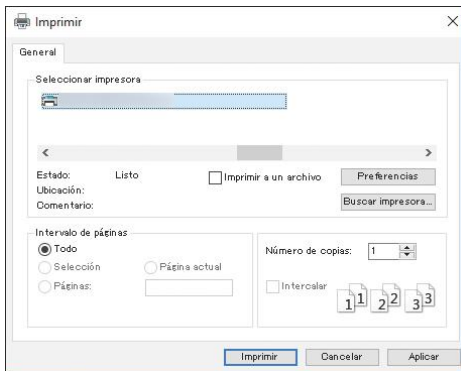 Imprimir
General
Seleccionar impresora
Estado: Listo
Ubicación:
Comentario:
Imprimir a un archivo
Preferencias
Buscar impresora...
Intervalo de páginas
Todo
Selección
Página actual
Páginas:
Número de copias: 1
Intercalar
1 1 2 2 3 3
Imprimir
Cancelar
Aplicar